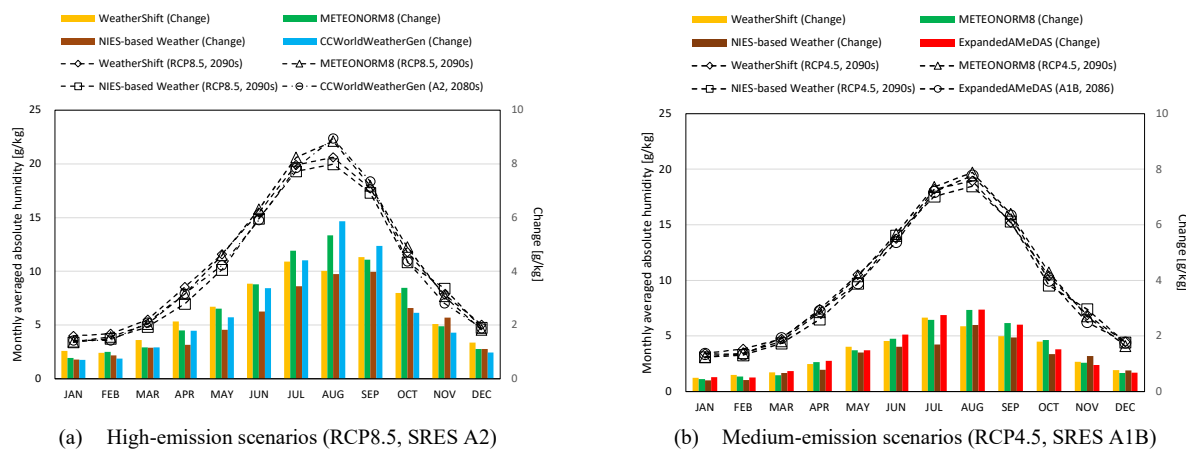 WeatherShift (Change) METEONORM8 (Change)
NIES-based Weather (Change) CCWorldWeatherGen (Change)
WeatherShift (RCP8.5, 2090s) METEONORM8 (RCP8.5, 2090s)
NIES-based Weather (RCP8.5, 2090s) CCWorldWeatherGen (A2, 2080s)
Monthly averaged absolute humidity [g/kg]
25
20
15
10
5
0
10
8
6
4
2
0
Change [g/kg]
JAN FEB MAR APR MAY JUN JUL AUG SEP OCT NOV DEC
(a) High-emission scenarios (RCP8.5, SRES A2)
WeatherShift (Change) METEONORM8 (Change)
NIES-based Weather (Change) ExpandedAMeDAS (Change)
WeatherShift (RCP4.5, 2090s) METEONORM8 (RCP4.5, 2090s)
NIES-based Weather (RCP4.5, 2090s) ExpandedAMeDAS (A1B, 2086)
Monthly averaged absolute humidity [g/kg]
25
20
15
10
5
0
10
8
6
4
2
0
Change [g/kg]
JAN FEB MAR APR MAY JUN JUL AUG SEP OCT NOV DEC
(b) Medium-emission scenarios (RCP4.5, SRES A1B)